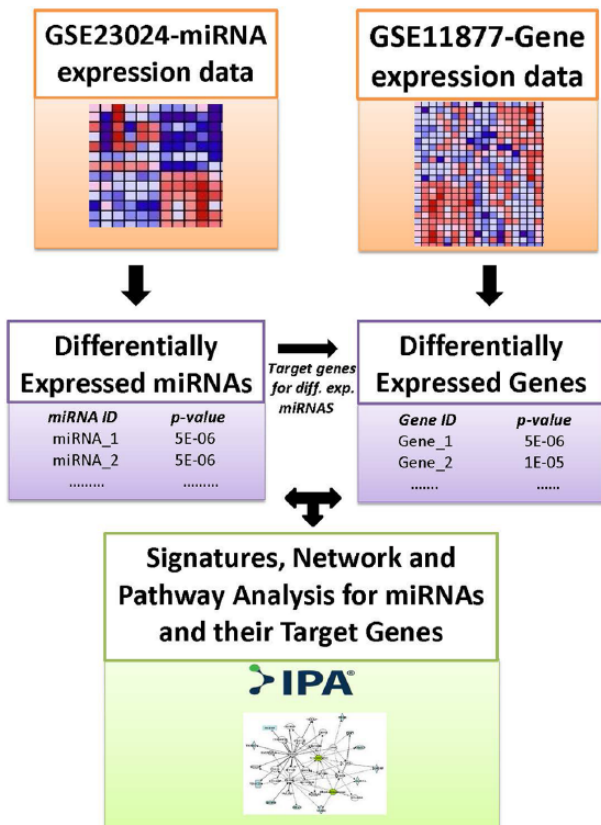 GSE23024-miRNA
expression data
GSE11877-Gene
expression data
Differentially
Expressed miRNAs
miRNA ID p-value
miRNA_1 5E-06
miRNA_2 5E-06
......... .........
Target genes
for diff. exp.
miRNAS
Differentially
Expressed Genes
Gene ID p-value
Gene_1 5E-06
Gene_2 1E-05
....... ......
Signatures, Network and
Pathway Analysis for miRNAs
and their Target Genes
IPA®